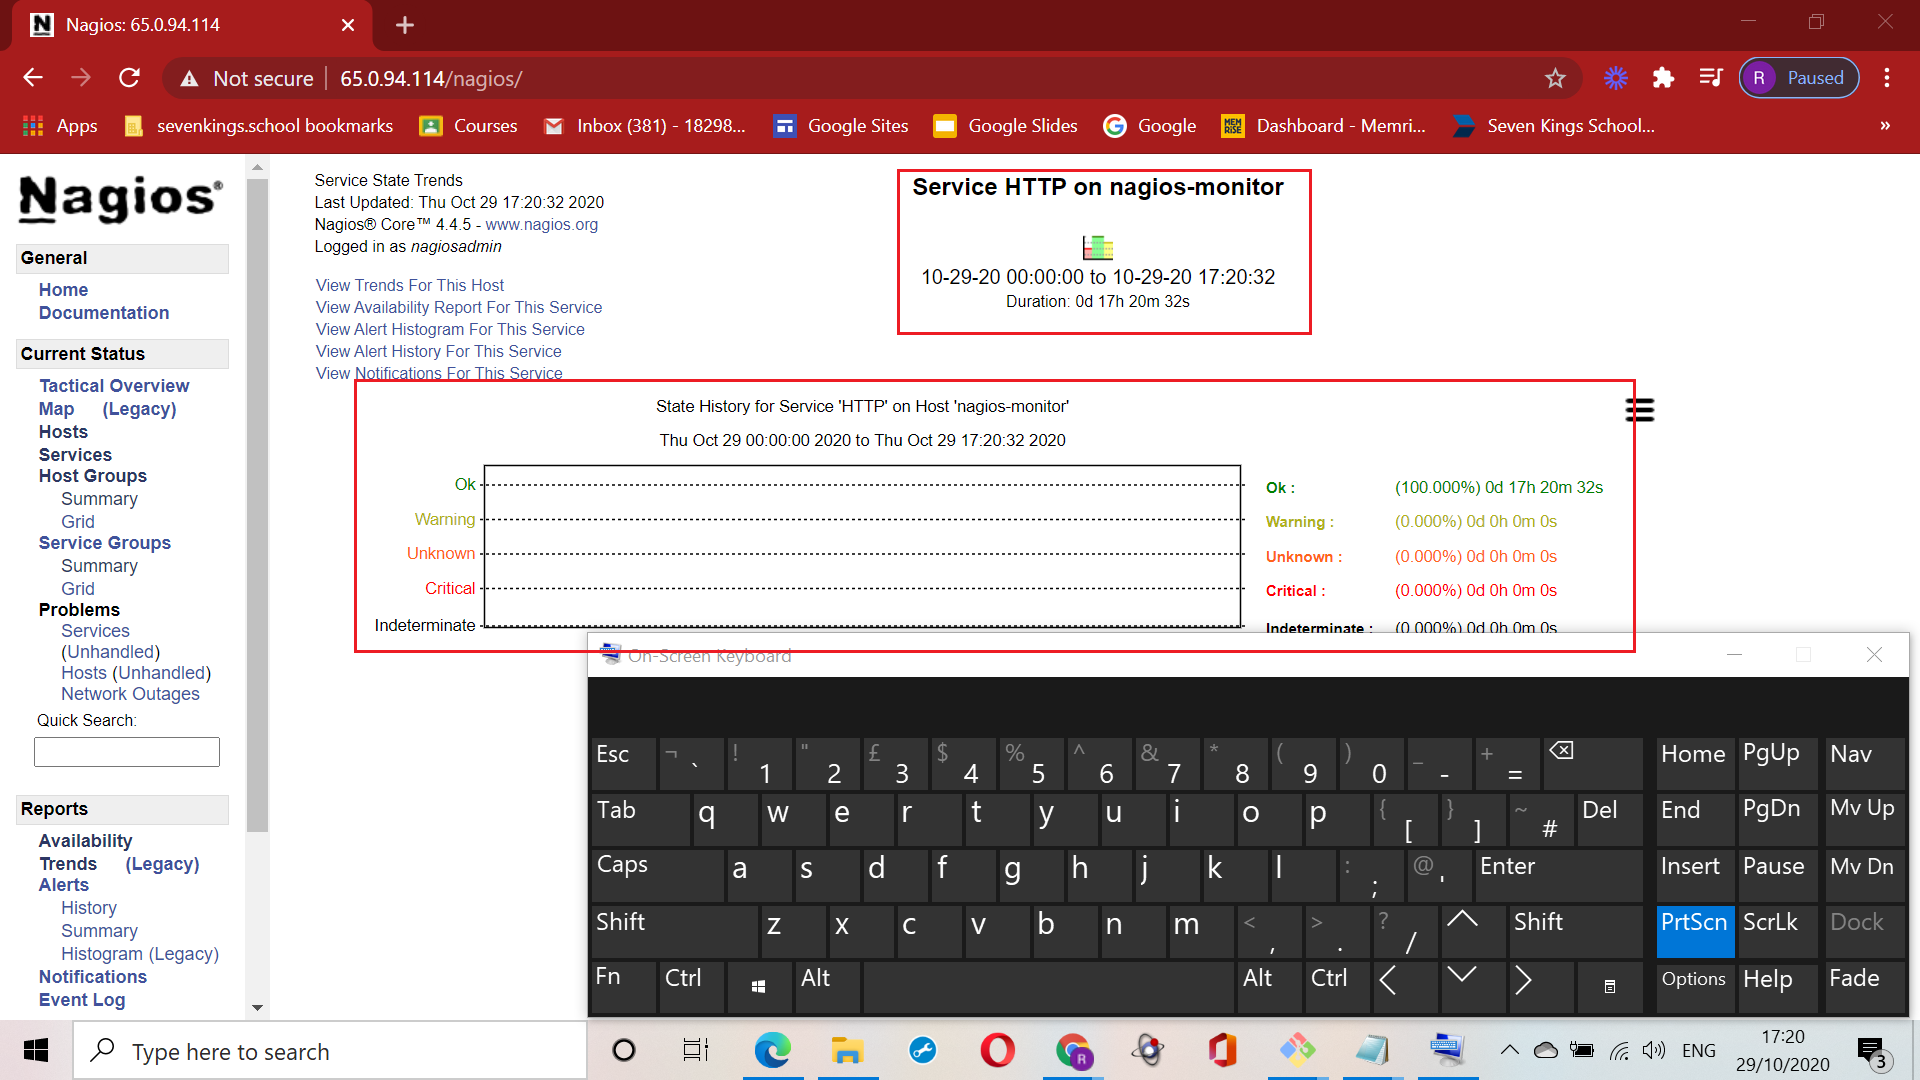 Nagios: 65.0.94.114
Not secure
65.0.94.114/nagios/
R Paused
Apps
sevenkings.school bookmarks
Courses
Inbox (381) - 18298...
Google Sites
Google Slides
Google
MEM RISE
Dashboard - Memri...
Seven Kings School...
»
Nagios®
General
Home
Documentation
Current Status
Tactical Overview
Map (Legacy)
Hosts
Services
Host Groups
Summary
Grid
Service Groups
Summary
Grid
Problems
Services
(Unhandled)
Hosts (Unhandled)
Network Outages
Quick Search:
Reports
Availability
Trends (Legacy)
Alerts
History
Summary
Histogram (Legacy)
Notifications
Event Log
Service State Trends
Last Updated: Thu Oct 29 17:20:32 2020
Nagios® Core™ 4.4.5 - www.nagios.org
Logged in as nagiosadmin
View Trends For This Host
View Availability Report For This Service
View Alert Histogram For This Service
View Alert History For This Service
View Notifications For This Service
Service HTTP on nagios-monitor
10-29-20 00:00:00 to 10-29-20 17:20:32
Duration: 0d 17h 20m 32s
State History for Service 'HTTP' on Host 'nagios-monitor'
Thu Oct 29 00:00:00 2020 to Thu Oct 29 17:20:32 2020
Ok
Warning
Unknown
Critical
Indeterminate
Ok : (100.000%) 0d 17h 20m 32s
Warning : (0.000%) 0d 0h 0m 0s
Unknown : (0.000%) 0d 0h 0m 0s
Critical : (0.000%) 0d 0h 0m 0s
Indeterminate : (0.000%) 0d 0h 0m 0s
On-Screen Keyboard
Esc ¬ ` ! 1 " 2 £ 3 $ 4 % 5 ^ 6 & 7 * 8 ( 9 ) 0 _ - + = Home PgUp Nav
Tab q w e r t y u i o p { [ } ] ~ # Del End PgDn Mv Up
Caps a s d f g h j k l : ; @ ' Enter Insert Pause Mv Dn
Shift z x c v b n m < , > . ? / Shift PrtScn ScrLk Dock
Fn Ctrl Alt Alt Ctrl Options Help Fade
Type here to search
R
ENG
17:20
29/10/2020
3